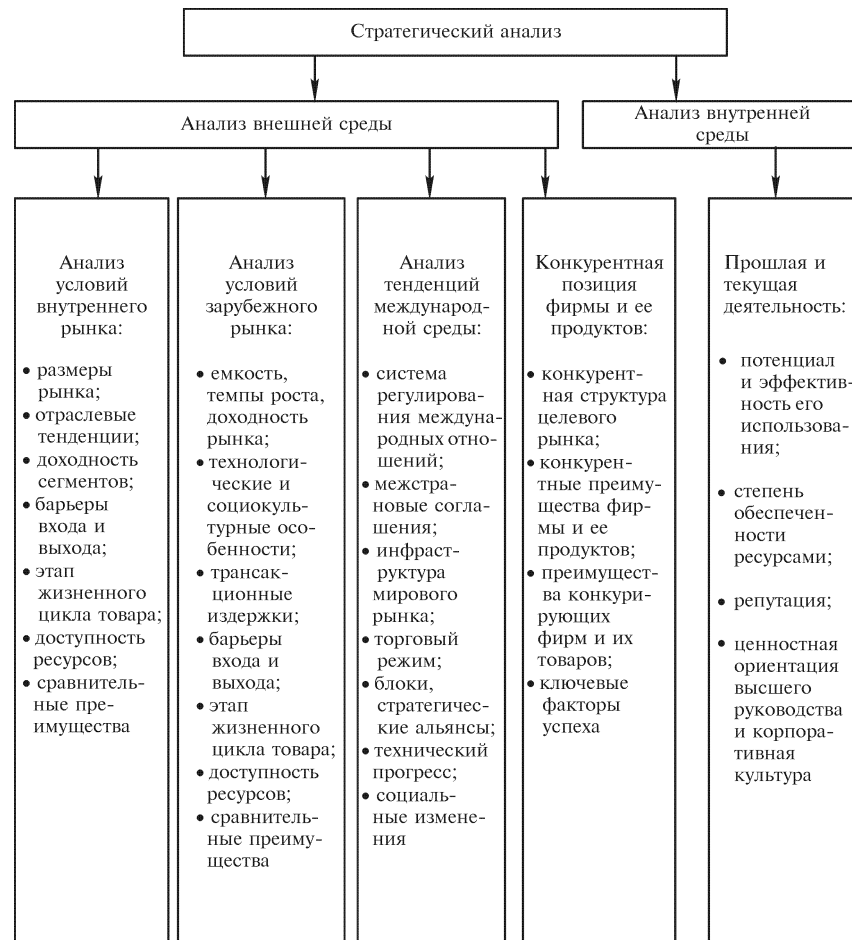 Стратегический анализ
Анализ внешней среды
Анализ внутренней
среды
Анализ
условий
внутреннего
рынка:
• размеры
рынка;
• отраслевые
тенденции;
• доходность
сегментов;
• барьеры
входа и
выхода;
• этап
жизненного
цикла товара;
• доступность
ресурсов;
• сравнитель-
ные пре-
имущества
Анализ
условий
зарубежного
рынка:
• емкость,
темпы роста,
доходность
рынка;
• технологи-
ческие и
социокуль-
турные осо-
бенности;
• трансак-
ционные
издержки;
• барьеры
входа и
выхода;
• этап
жизненного
цикла товара;
• доступность
ресурсов;
• сравнитель-
ные преиму-
щества
Анализ
тенденций
международ-
ной среды:
• система
регулирова-
ния междуна-
родных отно-
шений;
• межстра-
новые согла-
шения;
• инфраст-
руктура
мирового
рынка;
• торговый
режим;
• блоки,
стратегичес-
кие альянсы;
• технический
прогресс;
• социаль-
ные измене-
ния
Конкурентная
позиция
фирмы и ее
продуктов:
• конкурент-
ная структура
целевого
рынка;
• конкурен-
тные преиму-
щества фир-
мы и ее
продуктов;
• преимущест-
ва конкури-
рующих
фирм и их
товаров;
• ключевые
факторы
успеха
Прошлая и
текущая
деятельность:
• потенциал
и эффектив-
ность его
использова-
ния;
• степень
обеспечен-
ности
ресурсами;
• репутация;
• ценностная
ориентация
высшего
руководства
и корпора-
тивная
культура